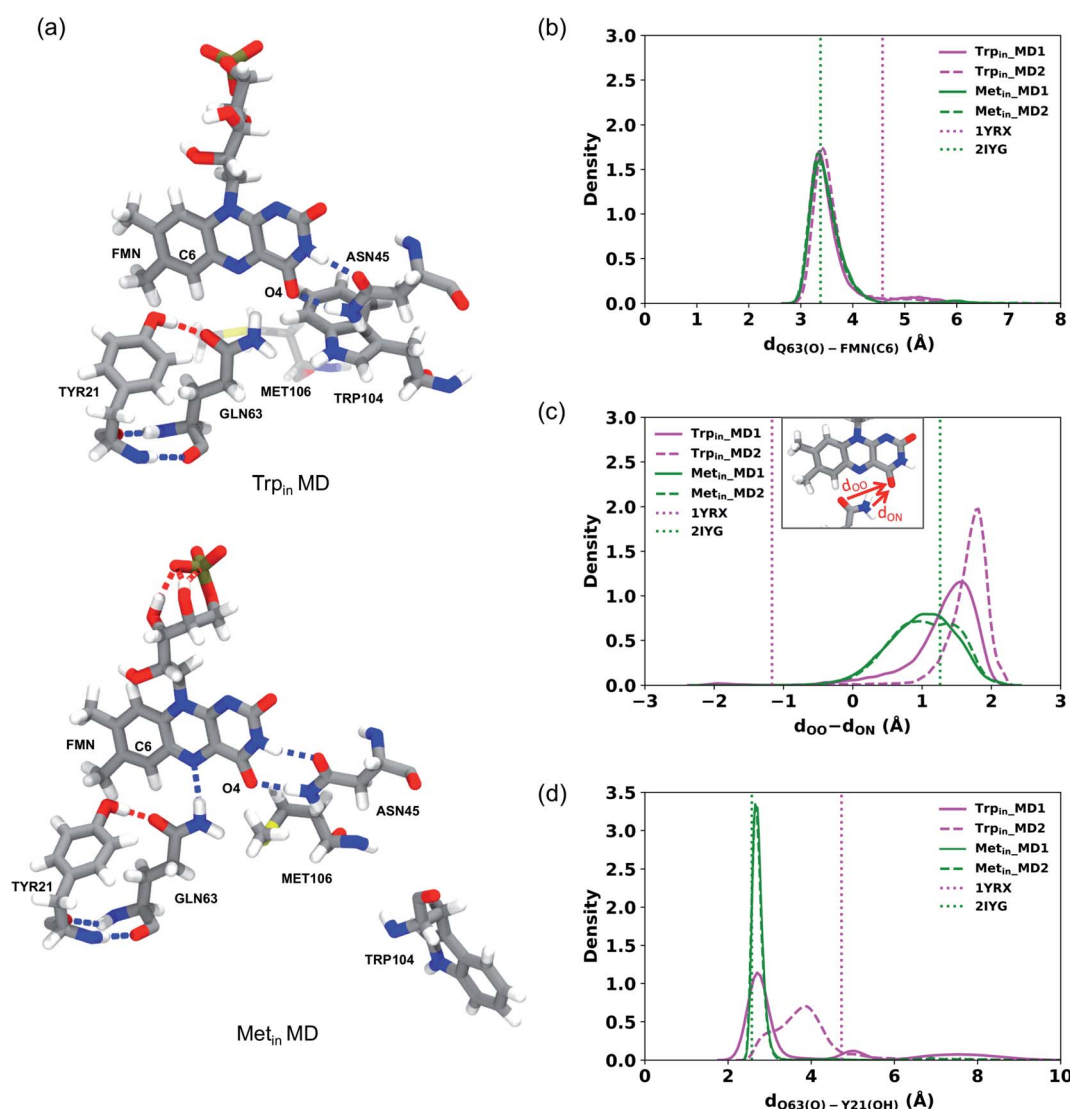 (a)
FMN
C6
ASN45
O4
TYR21
MET106
GLN63
TRP104
Trpin MD
FMN
C6
O4
ASN45
MET106
TYR21
GLN63
TRP104
Metin MD
(b)
3.0
2.5
2.0
1.5
1.0
0.5
0.0
Density
0 1 2 3 4 5 6 7 8
dQ63(O)−FMN(C6) (Å)
Trpin_MD1
Trpin_MD2
Metin_MD1
Metin_MD2
1YRX
2IYG
(c)
3.0
2.5
2.0
1.5
1.0
0.5
0.0
Density
−3 −2 −1 0 1 2 3
dOO−dON (Å)
Trpin_MD1
Trpin_MD2
Metin_MD1
Metin_MD2
1YRX
2IYG
dOO
dON
(d)
3.5
3.0
2.5
2.0
1.5
1.0
0.5
0.0
Density
0 2 4 6 8 10
dQ63(O)−Y21(OH) (Å)
Trpin_MD1
Trpin_MD2
Metin_MD1
Metin_MD2
1YRX
2IYG